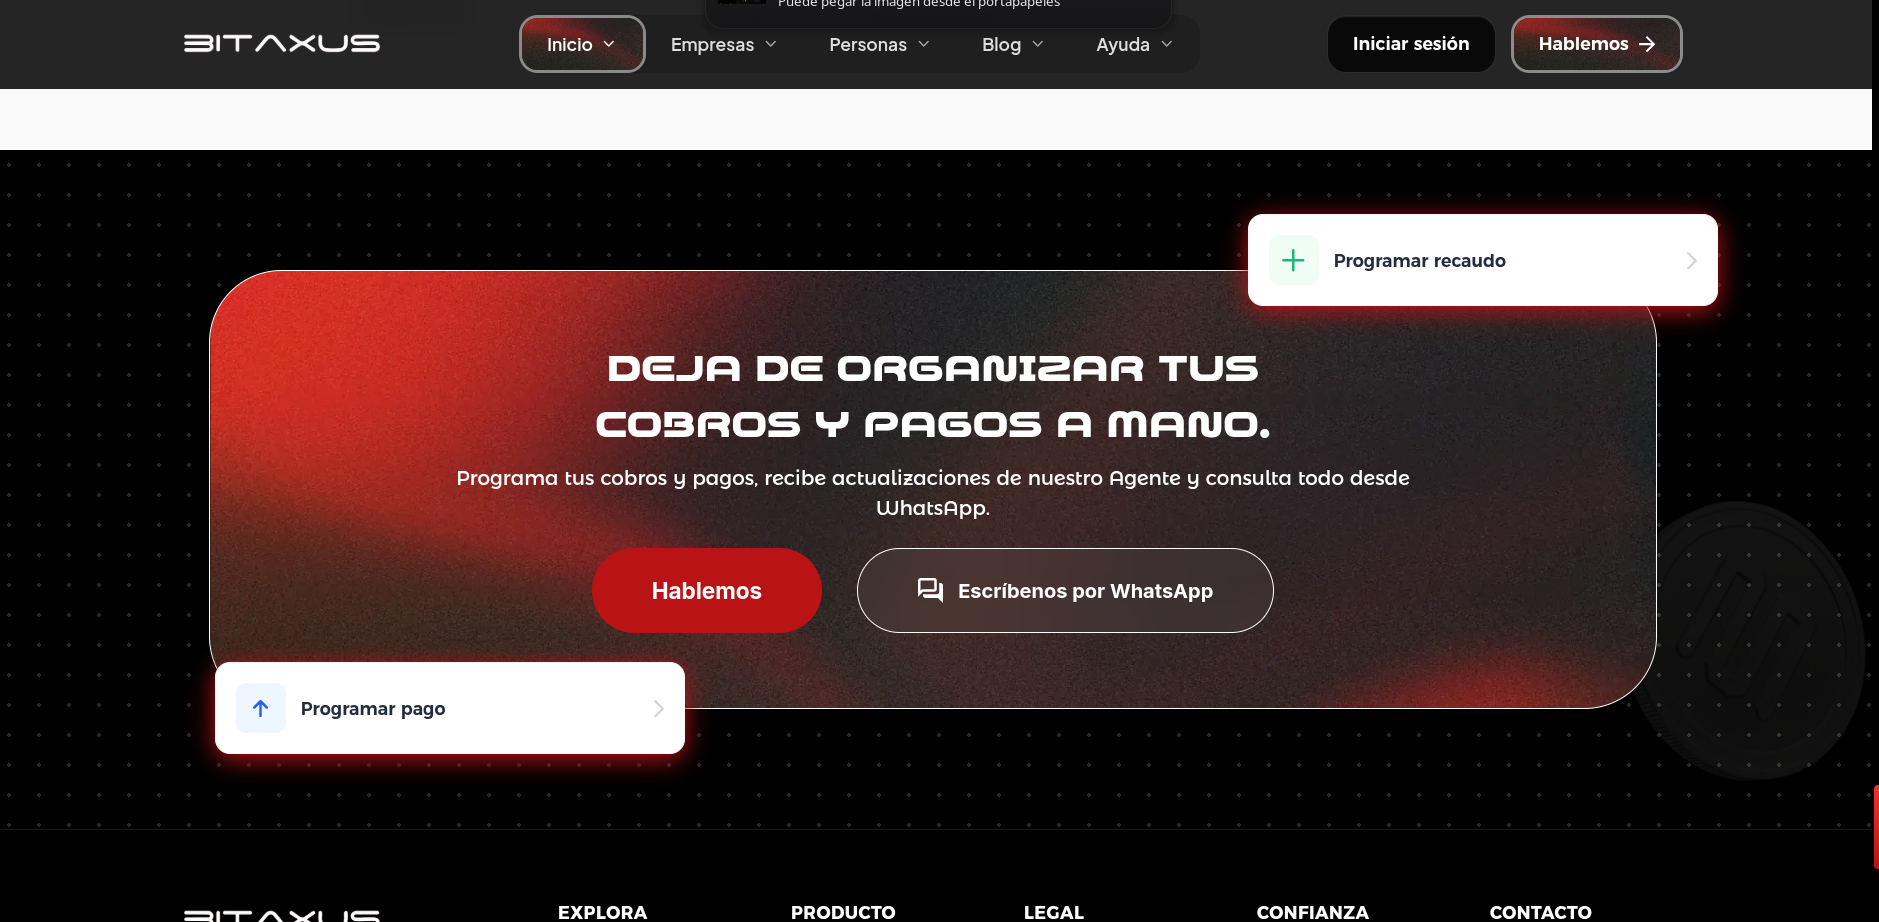 Puede pegar la imagen desde el portapapeles
BITAXUS
Inicio
Empresas
Personas
Blog
Ayuda
Iniciar sesión
Hablemos
Programar recaudo
DEJA DE ORGANIZAR TUS
COBROS Y PAGOS A MANO.
Programa tus cobros y pagos, recibe actualizaciones de nuestro Agente y consulta todo desde
WhatsApp.
Hablemos
Escríbenos por WhatsApp
Programar pago
BITAXUS
EXPLORA
PRODUCTO
LEGAL
CONFIANZA
CONTACTO